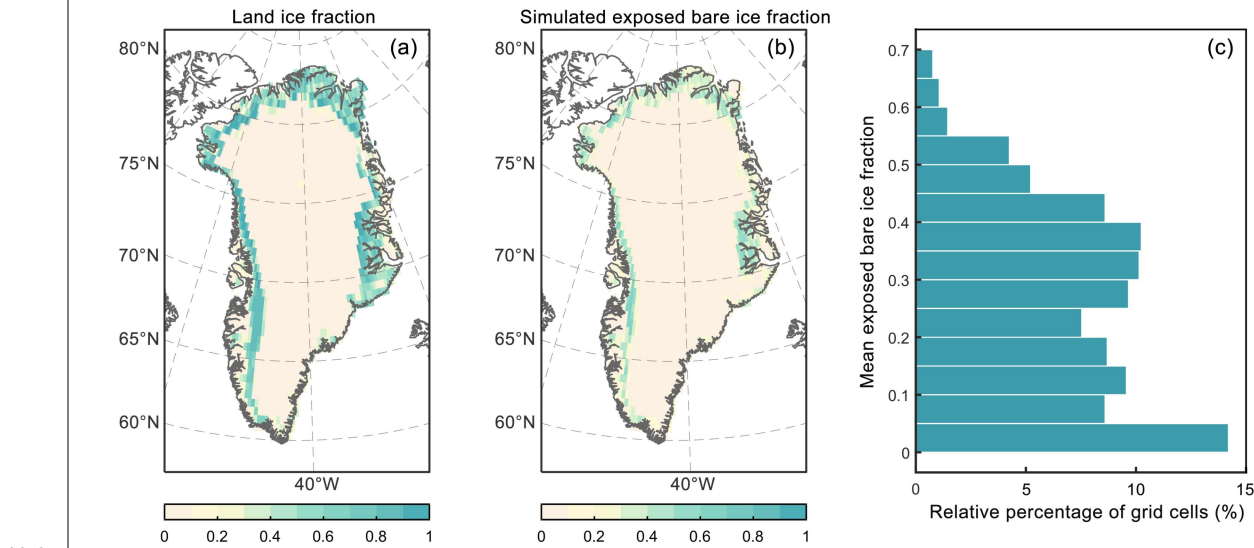 Land ice fraction
(a)
80°N
75°N
70°N
65°N
60°N
40°W
0 0.2 0.4 0.6 0.8 1
Simulated exposed bare ice fraction
(b)
80°N
75°N
70°N
65°N
60°N
40°W
0 0.2 0.4 0.6 0.8 1
(c)
Mean exposed bare ice fraction
0.7
0.6
0.5
0.4
0.3
0.2
0.1
0
0 5 10 15
Relative percentage of grid cells (%)